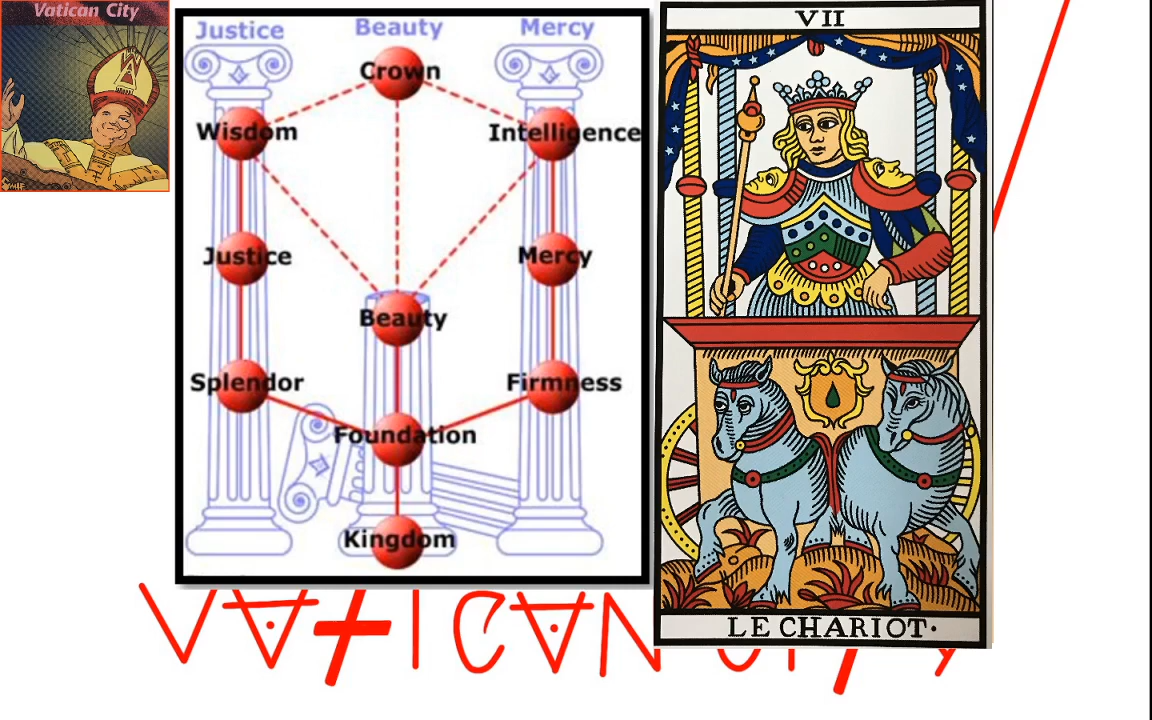 Vatican City
Justice Beauty Mercy
Crown
Wisdom Intelligence
Justice Mercy
Beauty
Splendor Firmness
Foundation
Kingdom
VII
LE CHARIOT·
VATICAN